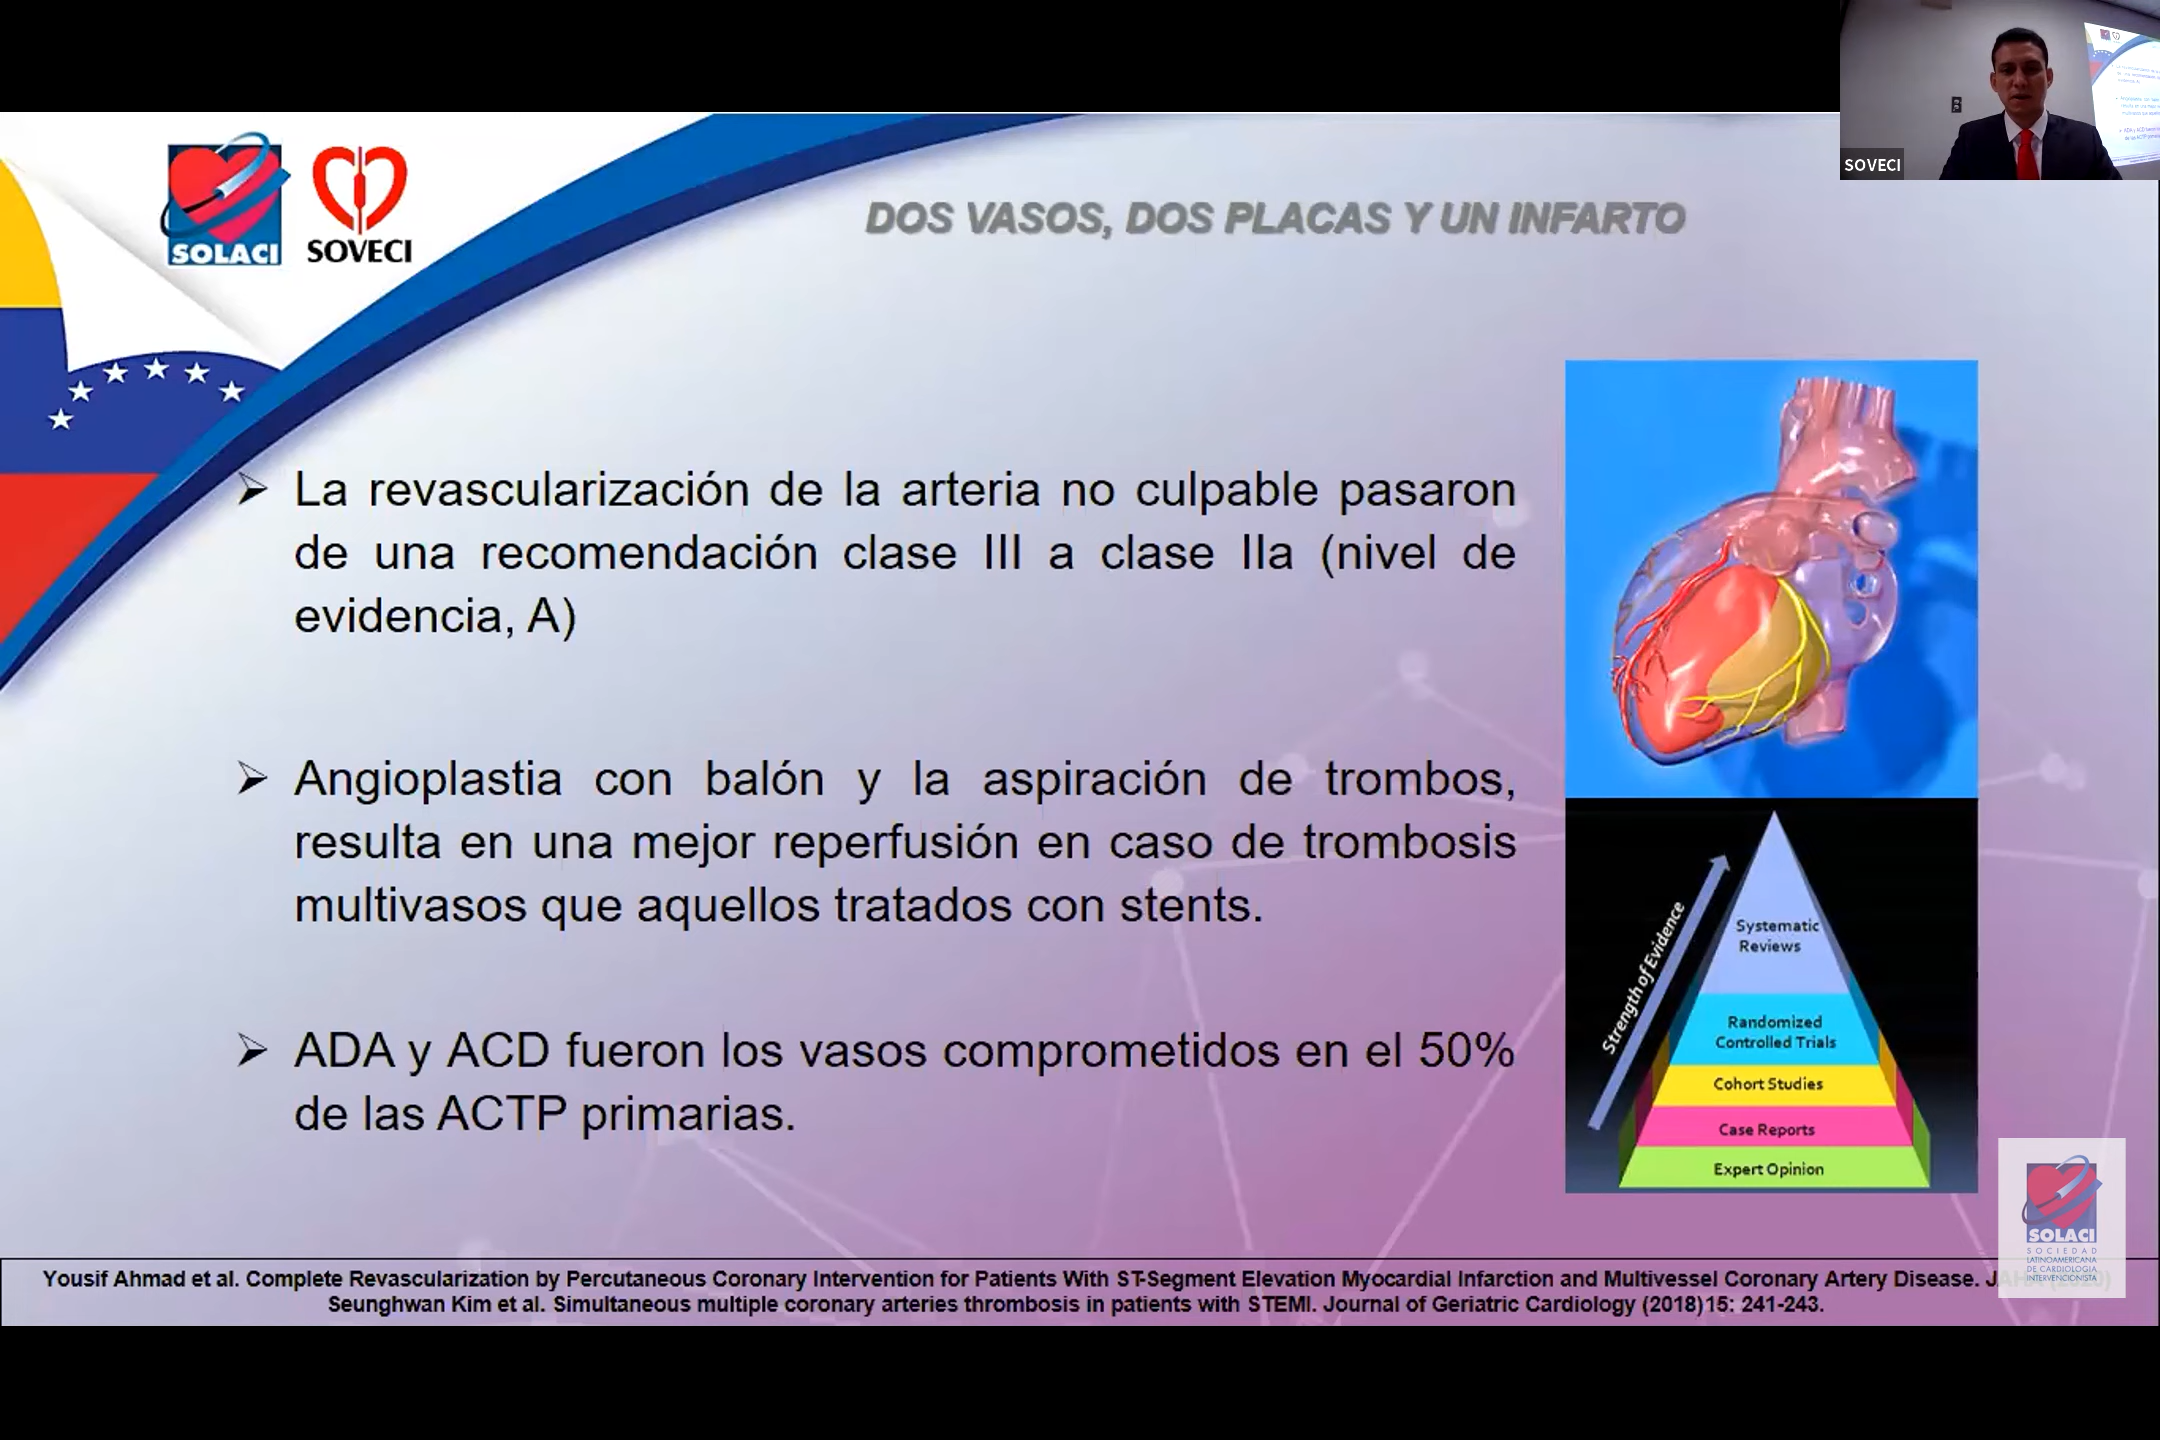 SOVECI
SOLACI
SOVECI
DOS VASOS, DOS PLACAS Y UN INFARTO
➢ La revascularización de la arteria no culpable pasaron
de una recomendación clase III a clase IIa (nivel de
evidencia, A)
➢ Angioplastia con balón y la aspiración de trombos,
resulta en una mejor reperfusión en caso de trombosis
multivasos que aquellos tratados con stents.
➢ ADA y ACD fueron los vasos comprometidos en el 50%
de las ACTP primarias.
Strength of Evidence
Systematic
Reviews
Randomized
Controlled Trials
Cohort Studies
Case Reports
Expert Opinion
SOLACI
SOCIEDAD
LATINOAMERICANA
DE CARDIOLOGIA
INTERVENCIONISTA
Yousif Ahmad et al. Complete Revascularization by Percutaneous Coronary Intervention for Patients With ST-Segment Elevation Myocardial Infarction and Multivessel Coronary Artery Disease. JAHA (2020)
Seunghwan Kim et al. Simultaneous multiple coronary arteries thrombosis in patients with STEMI. Journal of Geriatric Cardiology (2018)15: 241-243.